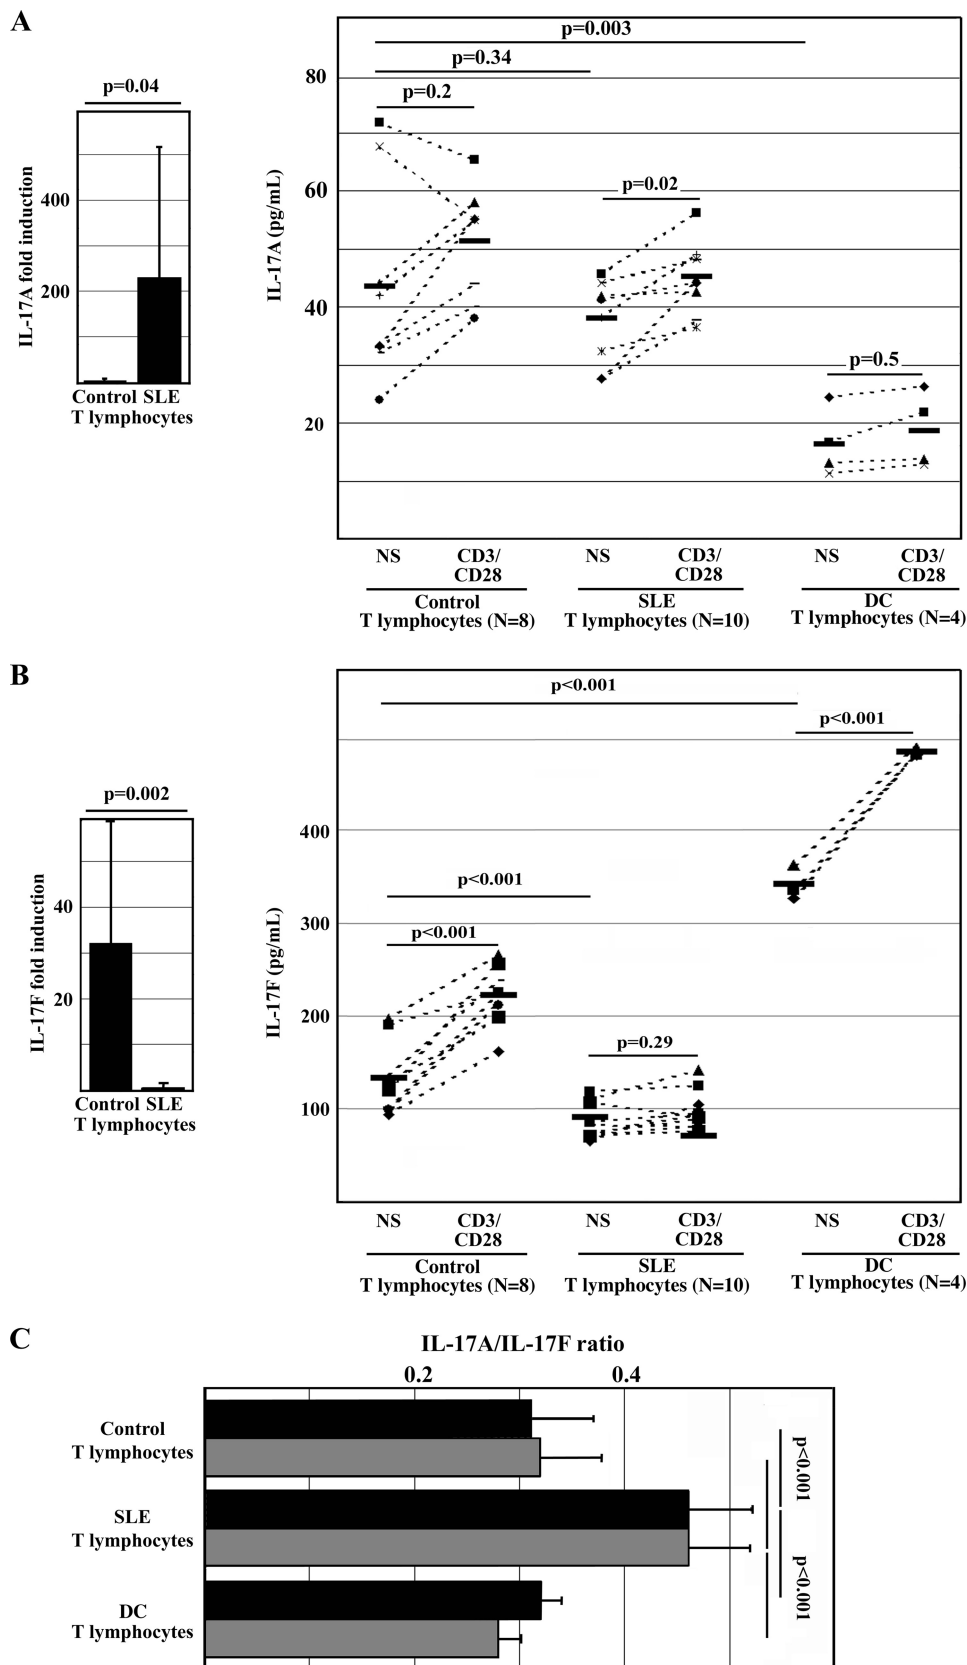 A
p=0.04
IL-17A fold induction
400
200
Control SLE
T lymphocytes
p=0.003
p=0.34
p=0.2
p=0.02
p=0.5
IL-17A (pg/mL)
80
60
40
20
NS CD3/ NS CD3/ NS CD3/
CD28 CD28 CD28
Control SLE DC
T lymphocytes (N=8) T lymphocytes (N=10) T lymphocytes (N=4)
B
p=0.002
IL-17F fold induction
40
20
Control SLE
T lymphocytes
p<0.001
p<0.001
p<0.001
p<0.001
p=0.29
IL-17F (pg/mL)
400
300
200
100
NS CD3/ NS CD3/ NS CD3/
CD28 CD28 CD28
Control SLE DC
T lymphocytes (N=8) T lymphocytes (N=10) T lymphocytes (N=4)
C
IL-17A/IL-17F ratio
0.2 0.4
Control
T lymphocytes
SLE
T lymphocytes
DC
T lymphocytes
p<0.001
p<0.001